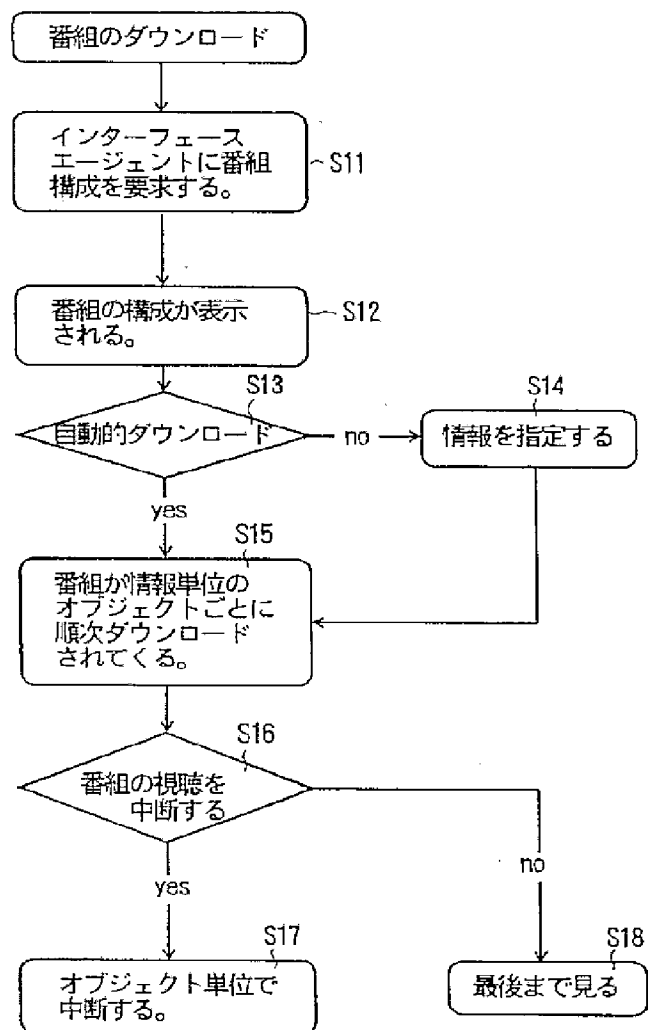 番組のダウンロード
インターフェース
エージェントに番組
構成を要求する。
S11
番組の構成が表示
される。
S12
S13
自動的ダウンロード
no
S14
情報を指定する
yes
S15
番組が情報単位の
オブジェクトごとに
順次ダウンロード
されてくる。
S16
番組の視聴を
中断する
yes
no
S17
オブジェクト単位で
中断する。
S18
最後まで見る